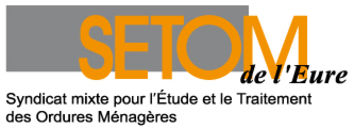 SETOM
de l'Eure
Syndicat mixte pour l'Étude et le Traitement
des Ordures Ménagères